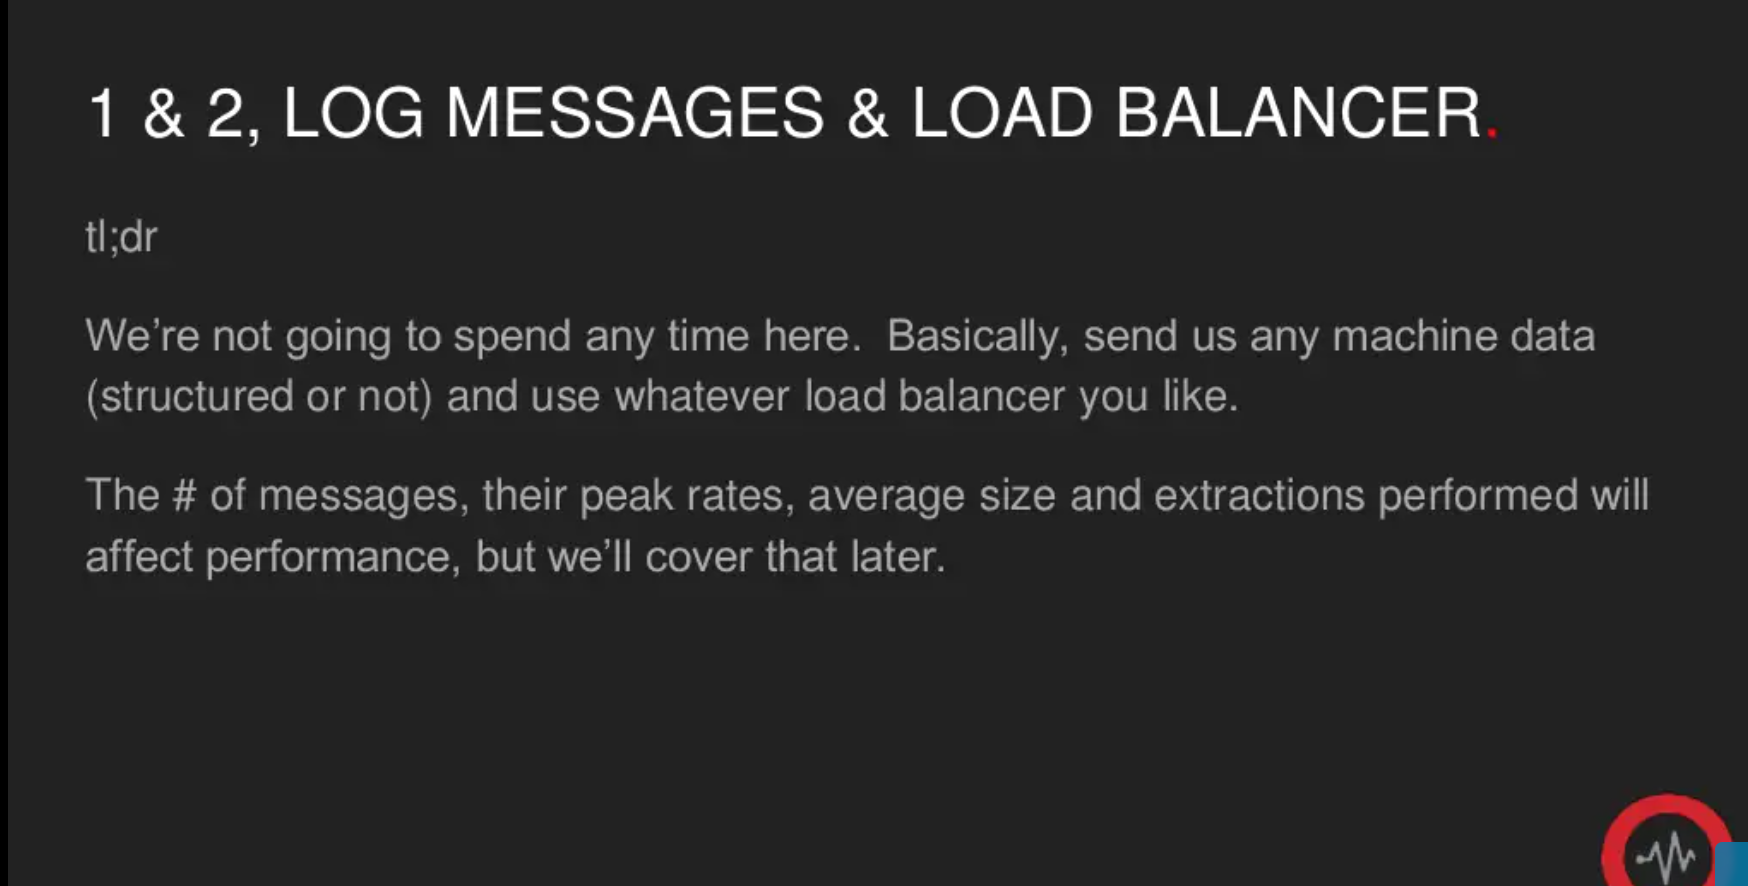 1 & 2, LOG MESSAGES & LOAD BALANCER.
tl;dr
We’re not going to spend any time here.  Basically, send us any machine data
(structured or not) and use whatever load balancer you like.
The # of messages, their peak rates, average size and extractions performed will
affect performance, but we’ll cover that later.